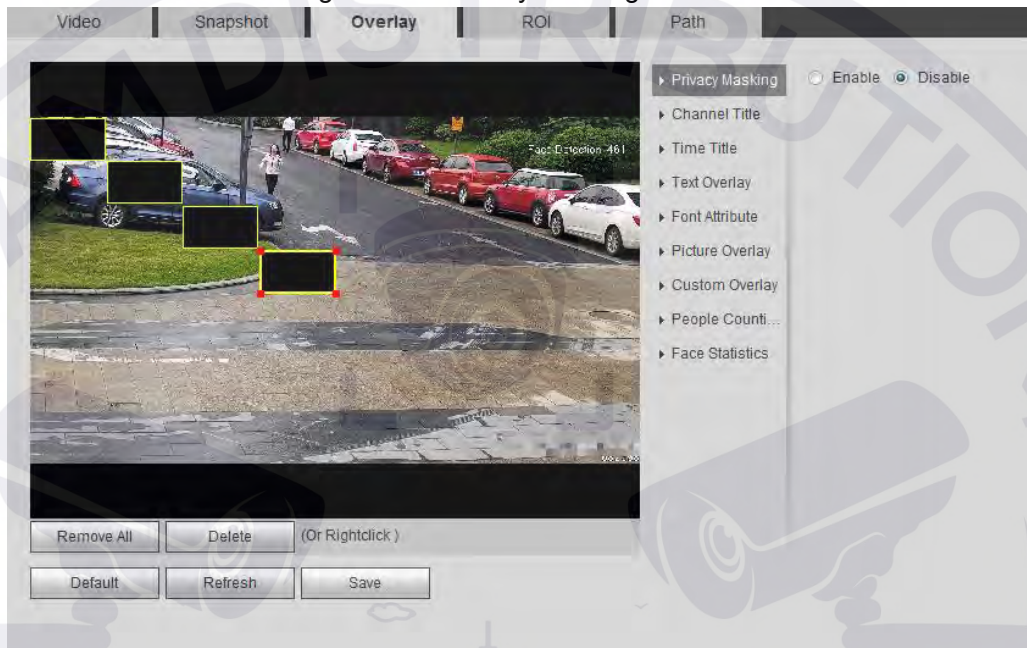 Video Snapshot Overlay ROI Path
Privacy Masking Enable Disable
Channel Title
Time Title
Face Detection 461
Text Overlay
Font Attribute
Picture Overlay
Custom Overlay
People Counti...
Face Statistics
Remove All Delete (Or Rightclick )
Default Refresh Save